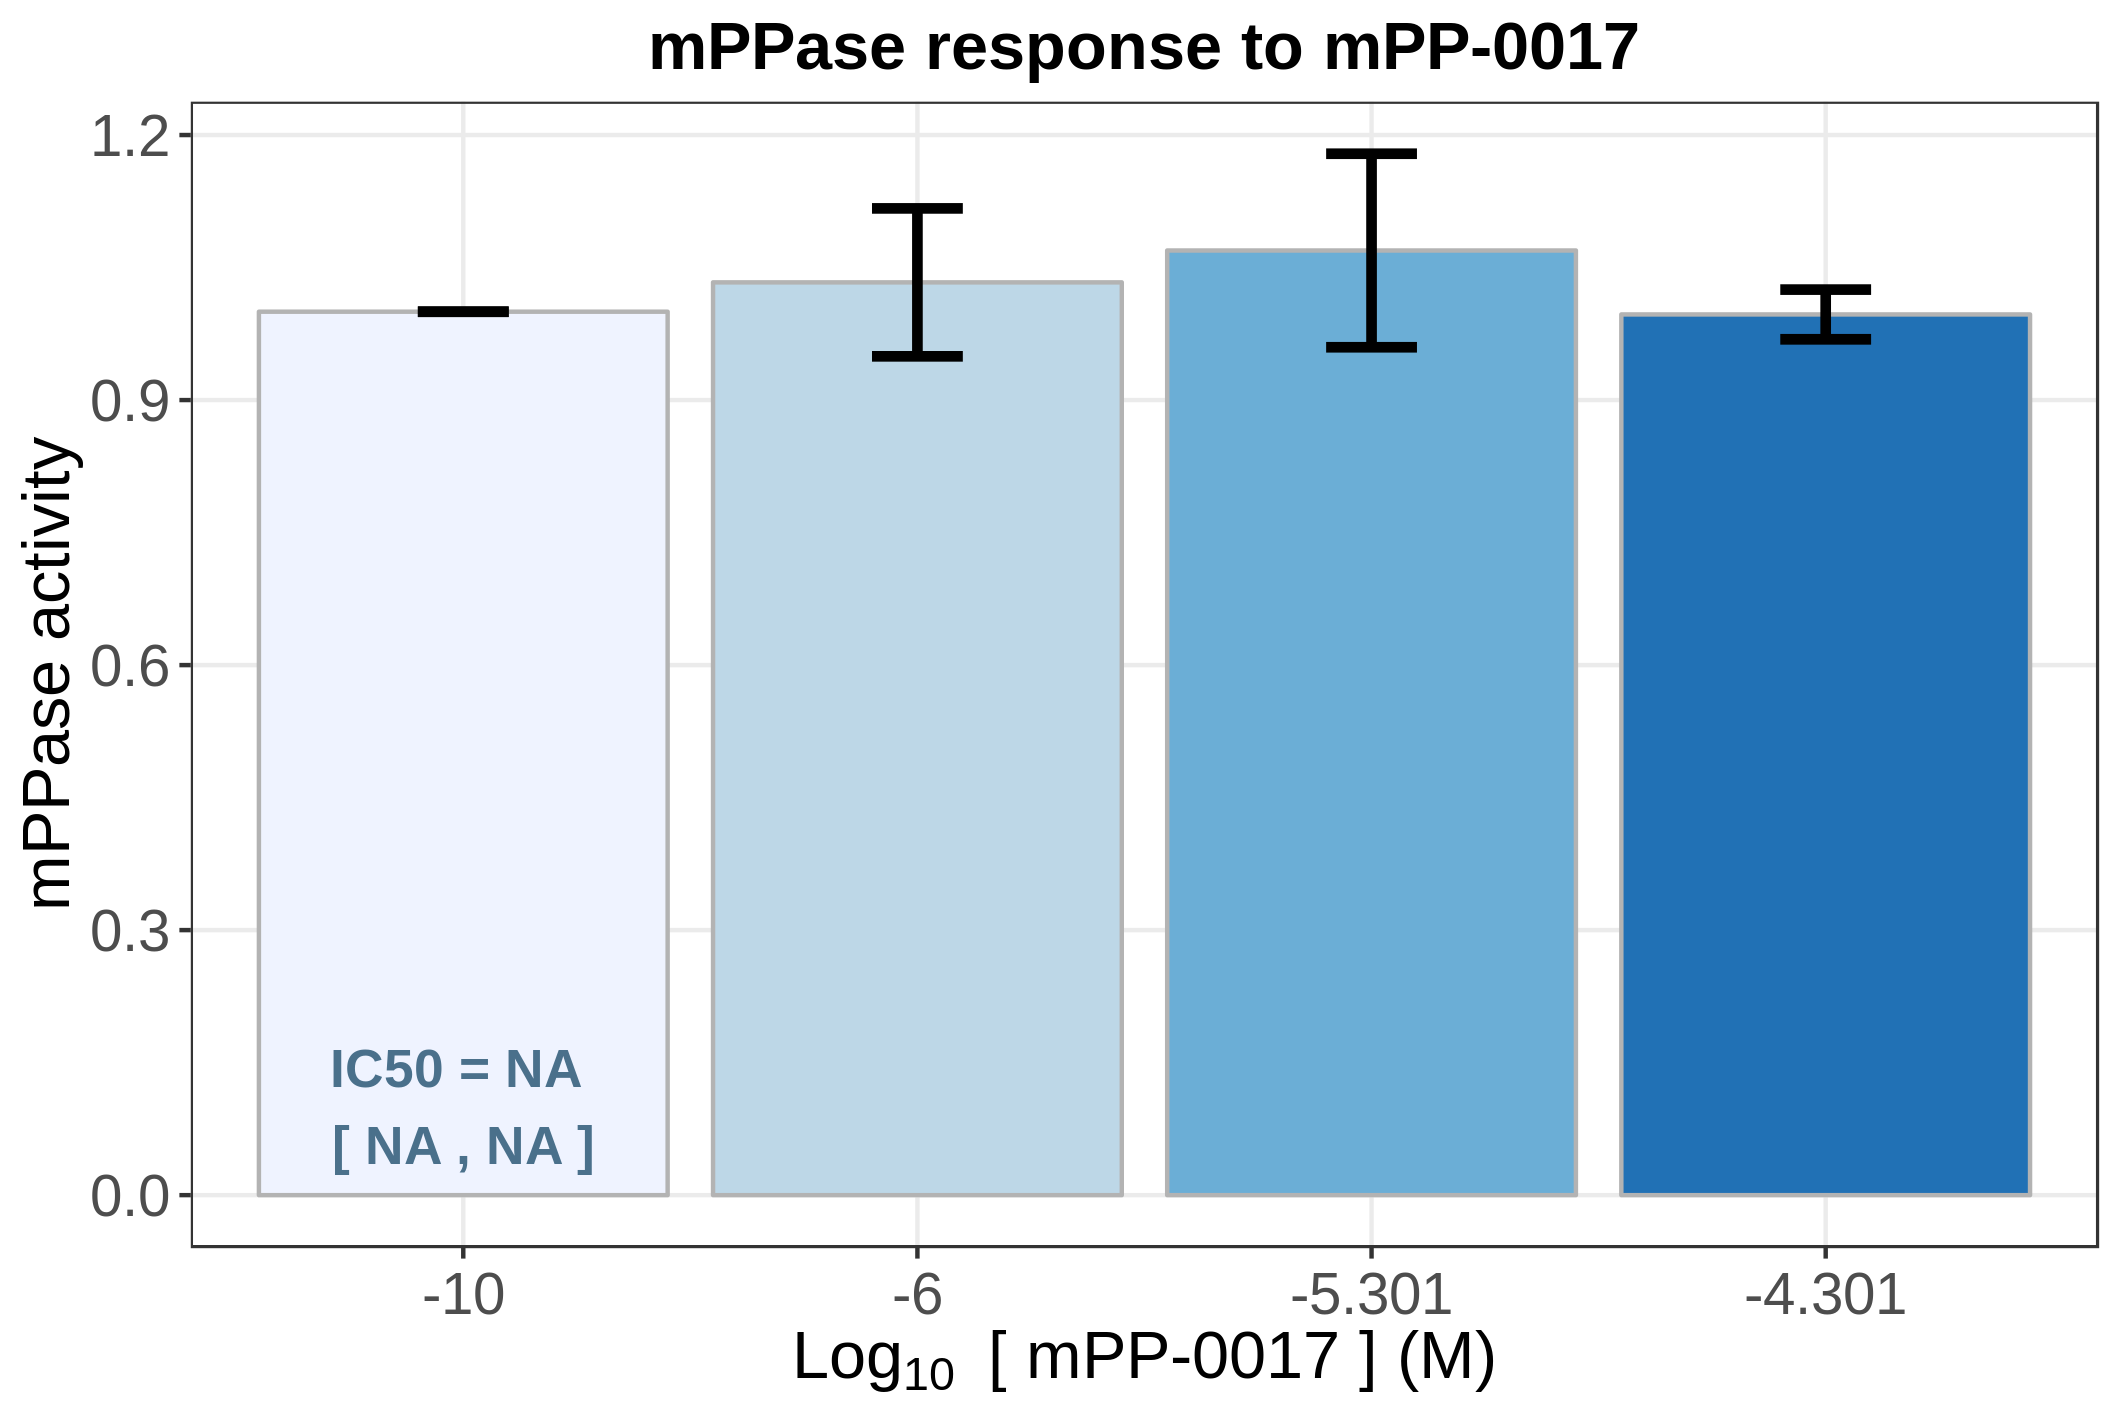 mPPase response to mPP-0017
1.2
0.9
0.6
0.3
0.0
mPPase activity
IC50 = NA
[ NA , NA ]
-10
-6
-5.301
-4.301
Log10 [ mPP-0017 ] (M)